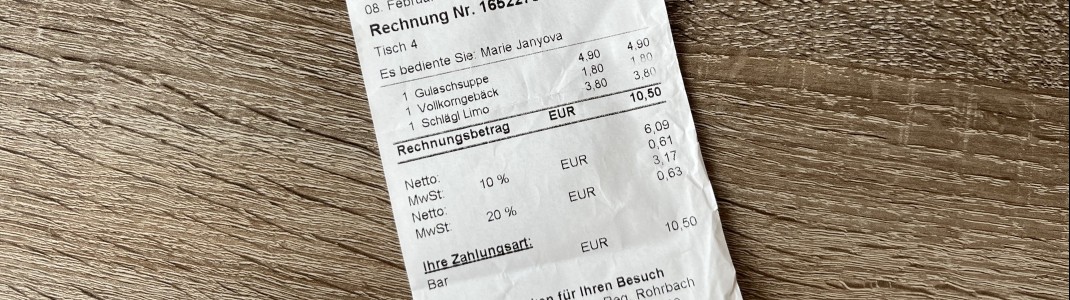 08. Februar
Rechnung Nr. 165227
Tisch 4
Es bediente Sie: Marie Janyova
1 Gulaschsuppe 4,90 4,90
1 Vollkorngebäck 1,80 1,80
1 Schlägl Limo 3,80 3,80
Rechnungsbetrag EUR 10,50
Netto: 6,09
MwSt: 10 % EUR 0,61
Netto: 3,17
MwSt: 20 % EUR 0,63
Ihre Zahlungsart:
Bar EUR 10,50
für Ihren Besuch
Rohrbach